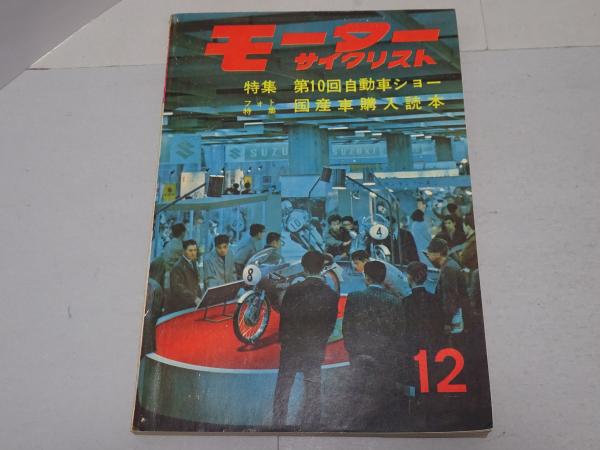 モーター
サイクリスト
特集 第10回自動車ショー
フォト特集 国産車購入読本
SUZU
SUZUKI
10
4
8
12